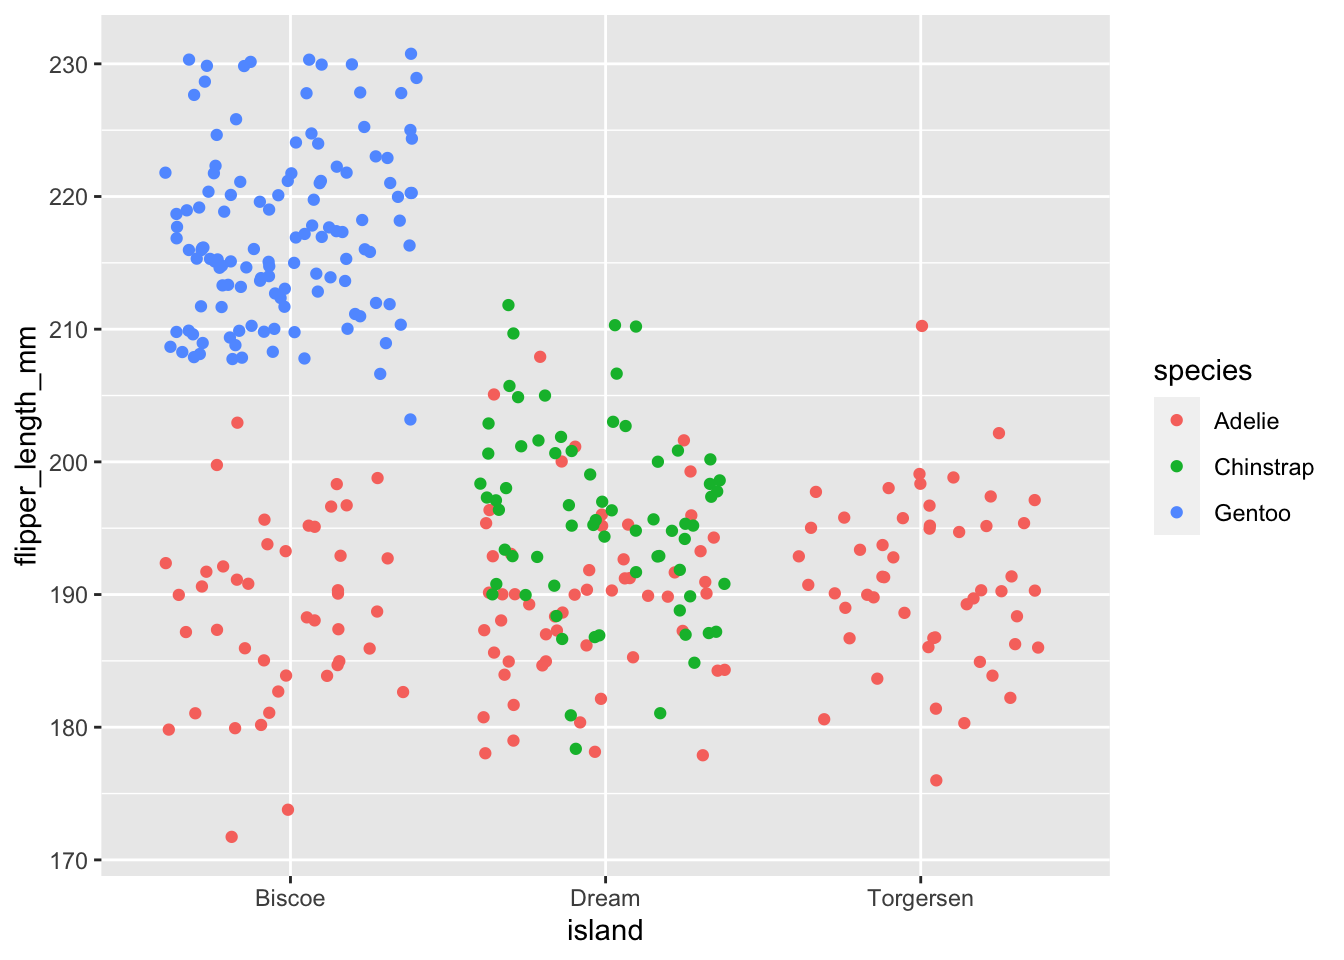 flipper_length_mm
230
220
210
200
190
180
170
Biscoe
Dream
Torgersen
island
species
Adelie
Chinstrap
Gentoo